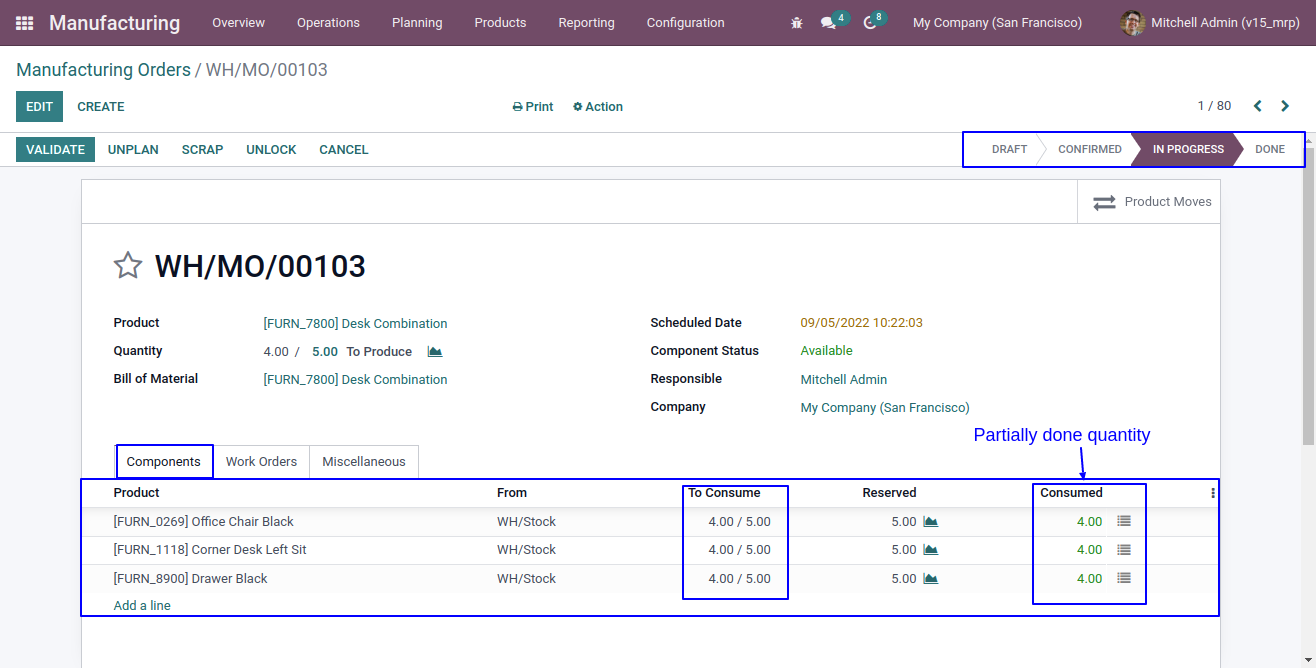 Manufacturing Overview Operations Planning Products Reporting Configuration 4 8 My Company (San Francisco) Mitchell Admin (v15_mrp)
Manufacturing Orders / WH/MO/00103
EDIT CREATE Print Action 1 / 80
VALIDATE UNPLAN SCRAP UNLOCK CANCEL DRAFT CONFIRMED IN PROGRESS DONE
Product Moves
WH/MO/00103
Product [FURN_7800] Desk Combination Scheduled Date 09/05/2022 10:22:03
Quantity 4.00 / 5.00 To Produce Component Status Available
Bill of Material [FURN_7800] Desk Combination Responsible Mitchell Admin
Company My Company (San Francisco)
Partially done quantity
Components Work Orders Miscellaneous
Product From To Consume Reserved Consumed
[FURN_0269] Office Chair Black WH/Stock 4.00 / 5.00 5.00 4.00
[FURN_1118] Corner Desk Left Sit WH/Stock 4.00 / 5.00 5.00 4.00
[FURN_8900] Drawer Black WH/Stock 4.00 / 5.00 5.00 4.00
Add a line